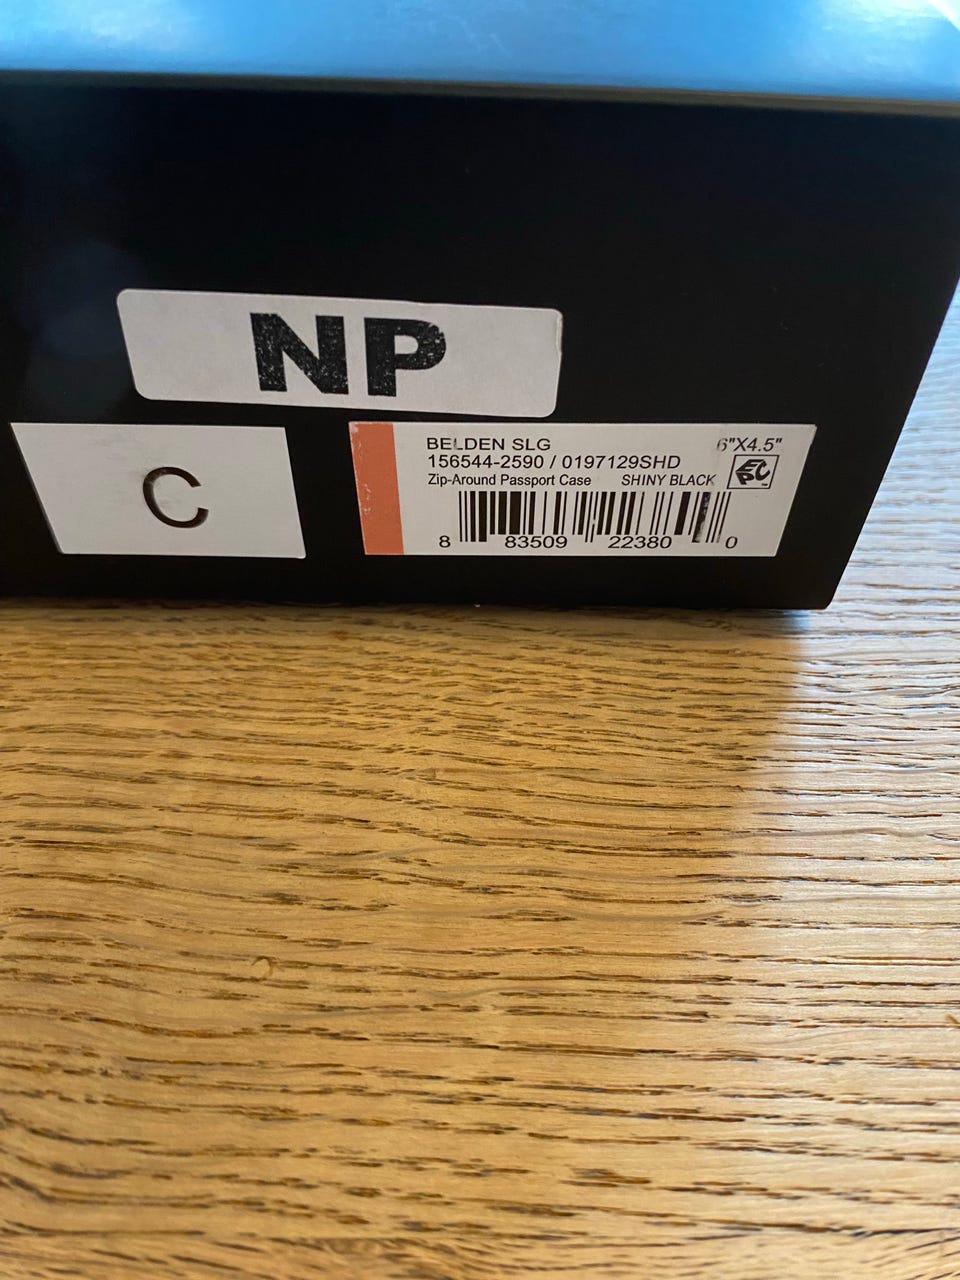 NP
C
BELDEN SLG 6"X4.5"
156544-2590 / 0197129SHD
Zip-Around Passport Case SHINY BLACK
EPC
8 83509 22380 0